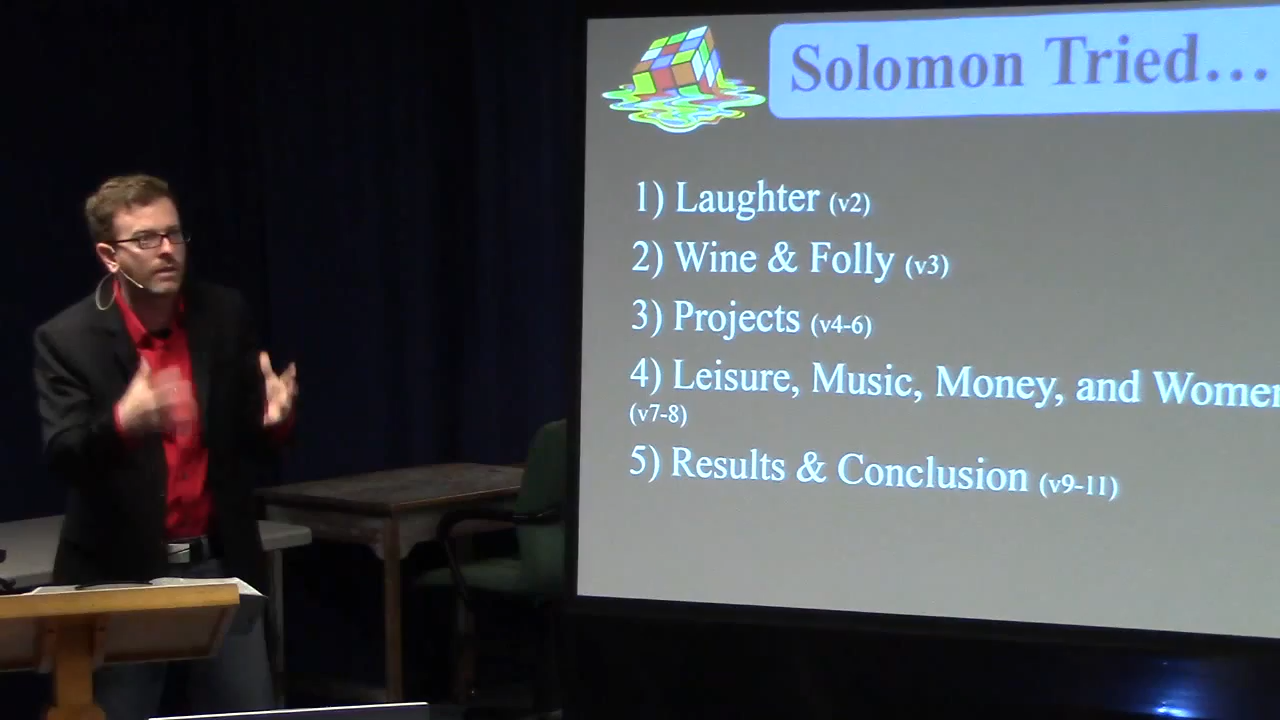 Solomon Tried…
1) Laughter (v2)
2) Wine & Folly (v3)
3) Projects (v4-6)
4) Leisure, Music, Money, and Women
(v7-8)
5) Results & Conclusion (v9-11)